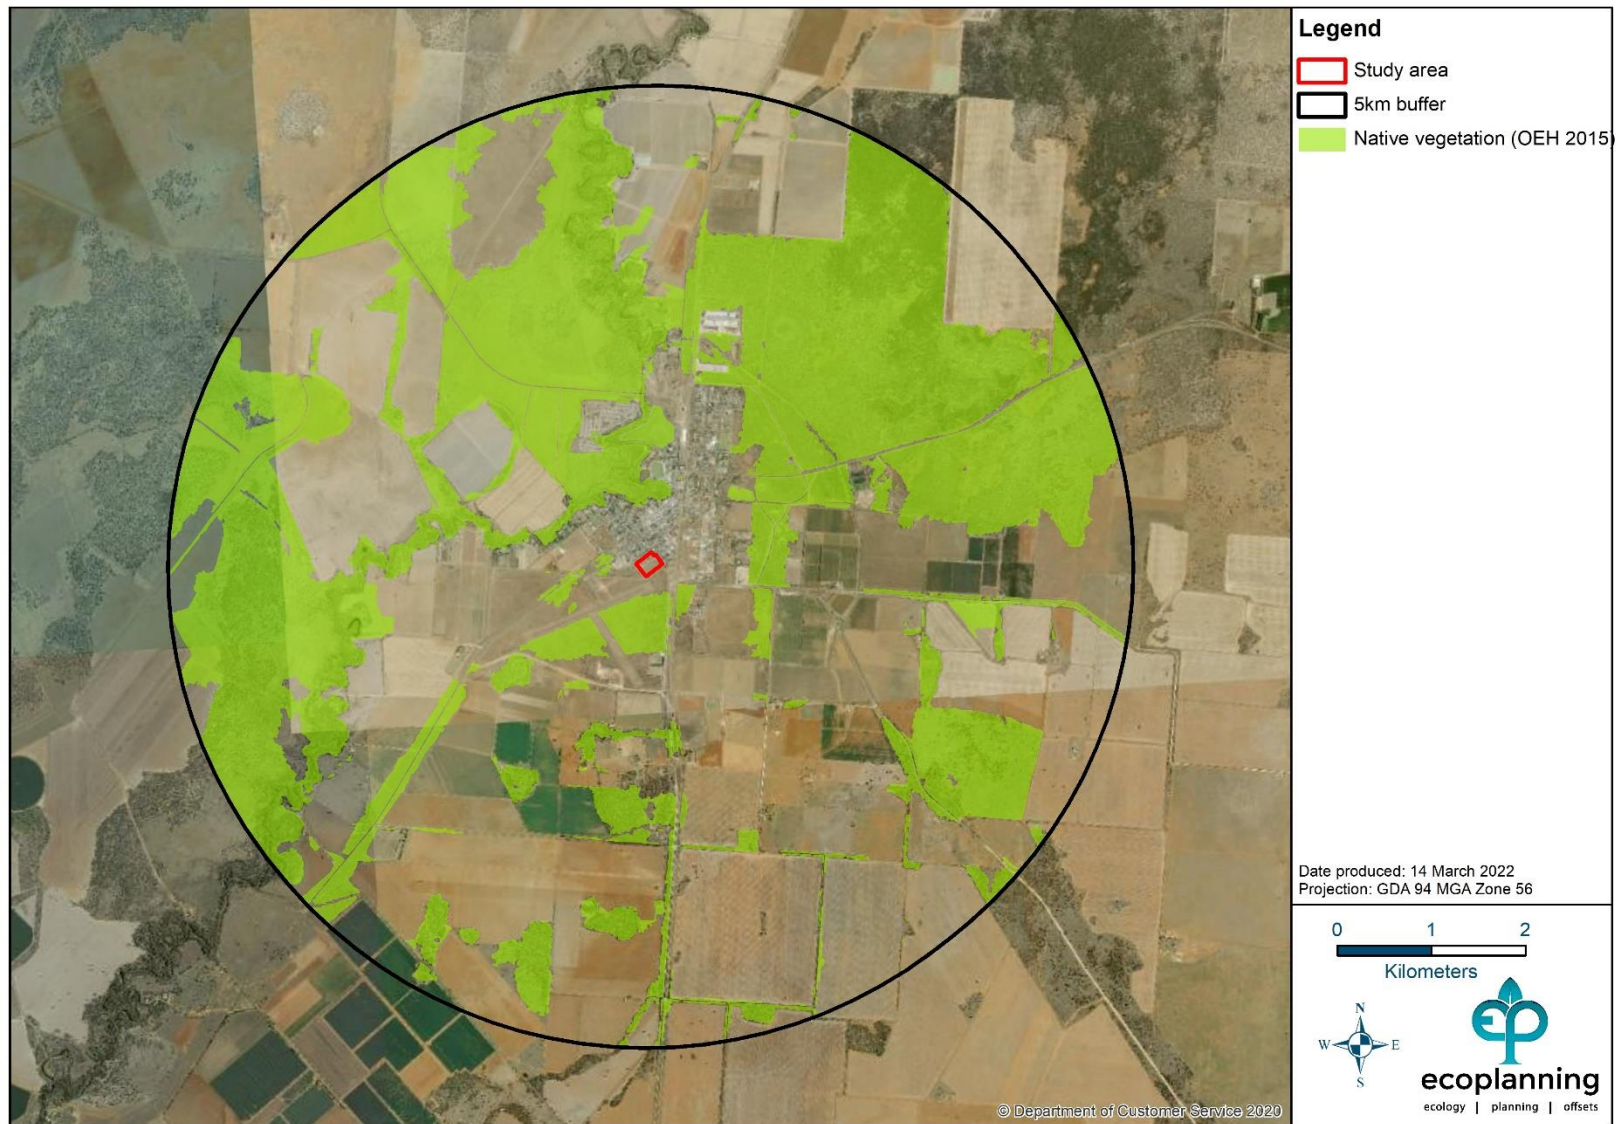 Legend
Study area
5km buffer
Native vegetation (OEH 2015)
Date produced: 14 March 2022
Projection: GDA 94 MGA Zone 56
0 1 2
Kilometers
N
W E
S
ep
ecoplanning
ecology | planning | offsets
© Department of Customer Service 2020